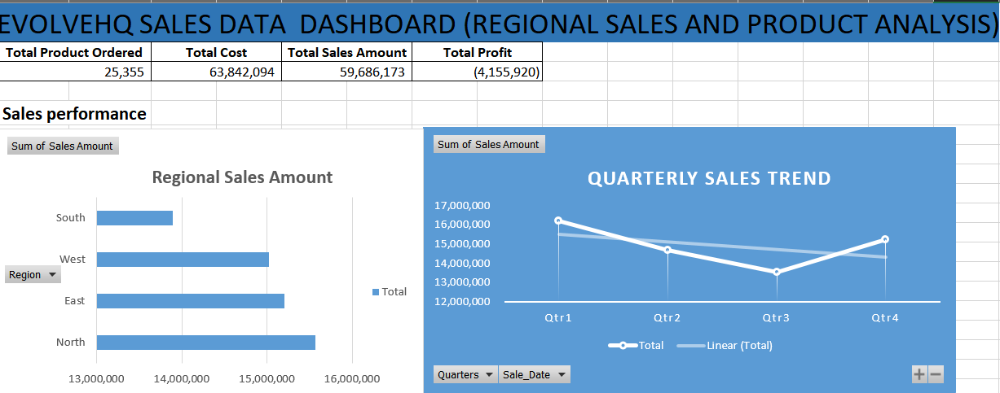 EVOLVEHQ SALES DATA DASHBOARD (REGIONAL SALES AND PRODUCT ANALYSIS)
Total Product Ordered Total Cost Total Sales Amount Total Profit
25,355 63,842,094 59,686,173 (4,155,920)
Sales performance
Sum of Sales Amount
Regional Sales Amount
South
West
Region
East
North
Total
13,000,000 14,000,000 15,000,000 16,000,000
Sum of Sales Amount
QUARTERLY SALES TREND
17,000,000
16,000,000
15,000,000
14,000,000
13,000,000
12,000,000
Qtr1 Qtr2 Qtr3 Qtr4
Total Linear (Total)
Quarters Sale_Date